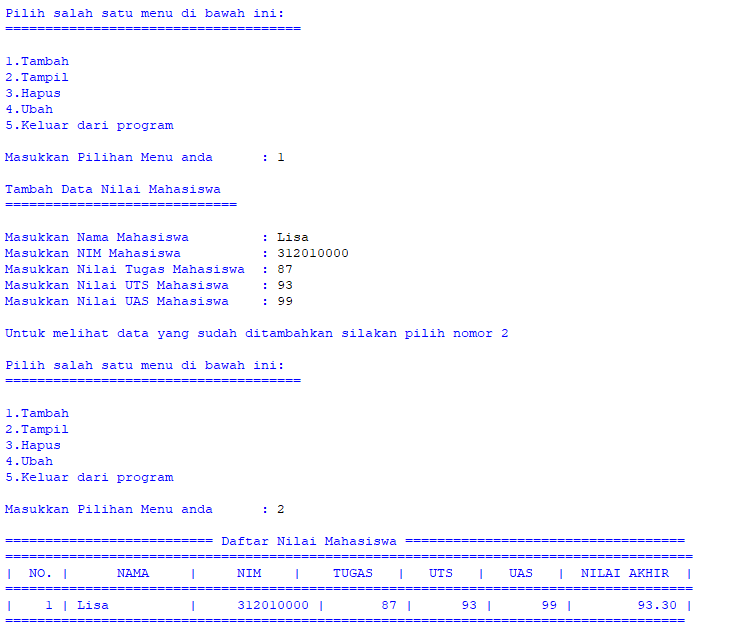 Pilih salah satu menu di bawah ini:
=====================================
1.Tambah
2.Tampil
3.Hapus
4.Ubah
5.Keluar dari program
Masukkan Pilihan Menu anda      : 1
Tambah Data Nilai Mahasiswa
=============================
Masukkan Nama Mahasiswa         : Lisa
Masukkan NIM Mahasiswa          : 312010000
Masukkan Nilai Tugas Mahasiswa  : 87
Masukkan Nilai UTS Mahasiswa    : 93
Masukkan Nilai UAS Mahasiswa    : 99
Untuk melihat data yang sudah ditambahkan silakan pilih nomor 2
Pilih salah satu menu di bawah ini:
=====================================
1.Tambah
2.Tampil
3.Hapus
4.Ubah
5.Keluar dari program
Masukkan Pilihan Menu anda      : 2
========================== Daftar Nilai Mahasiswa ===================================
======================================================================================
|  NO. |      NAMA     |     NIM    |    TUGAS   |   UTS   |   UAS   |  NILAI AKHIR  |
======================================================================================
|    1 | Lisa          |     312010000 |       87 |      93 |      99 |        93.30 |
=====================================================================================